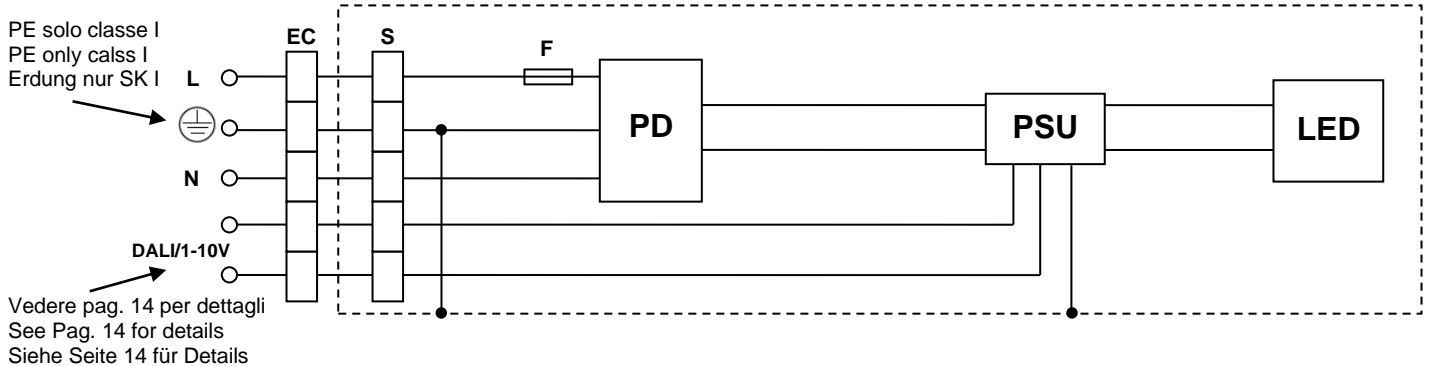 PE solo classe I
PE only calss I
Erdung nur SK I
L
EC
S
F
PD
PSU
LED
N
DALI/1-10V
Vedere pag. 14 per dettagli
See Pag. 14 for details
Siehe Seite 14 für Details